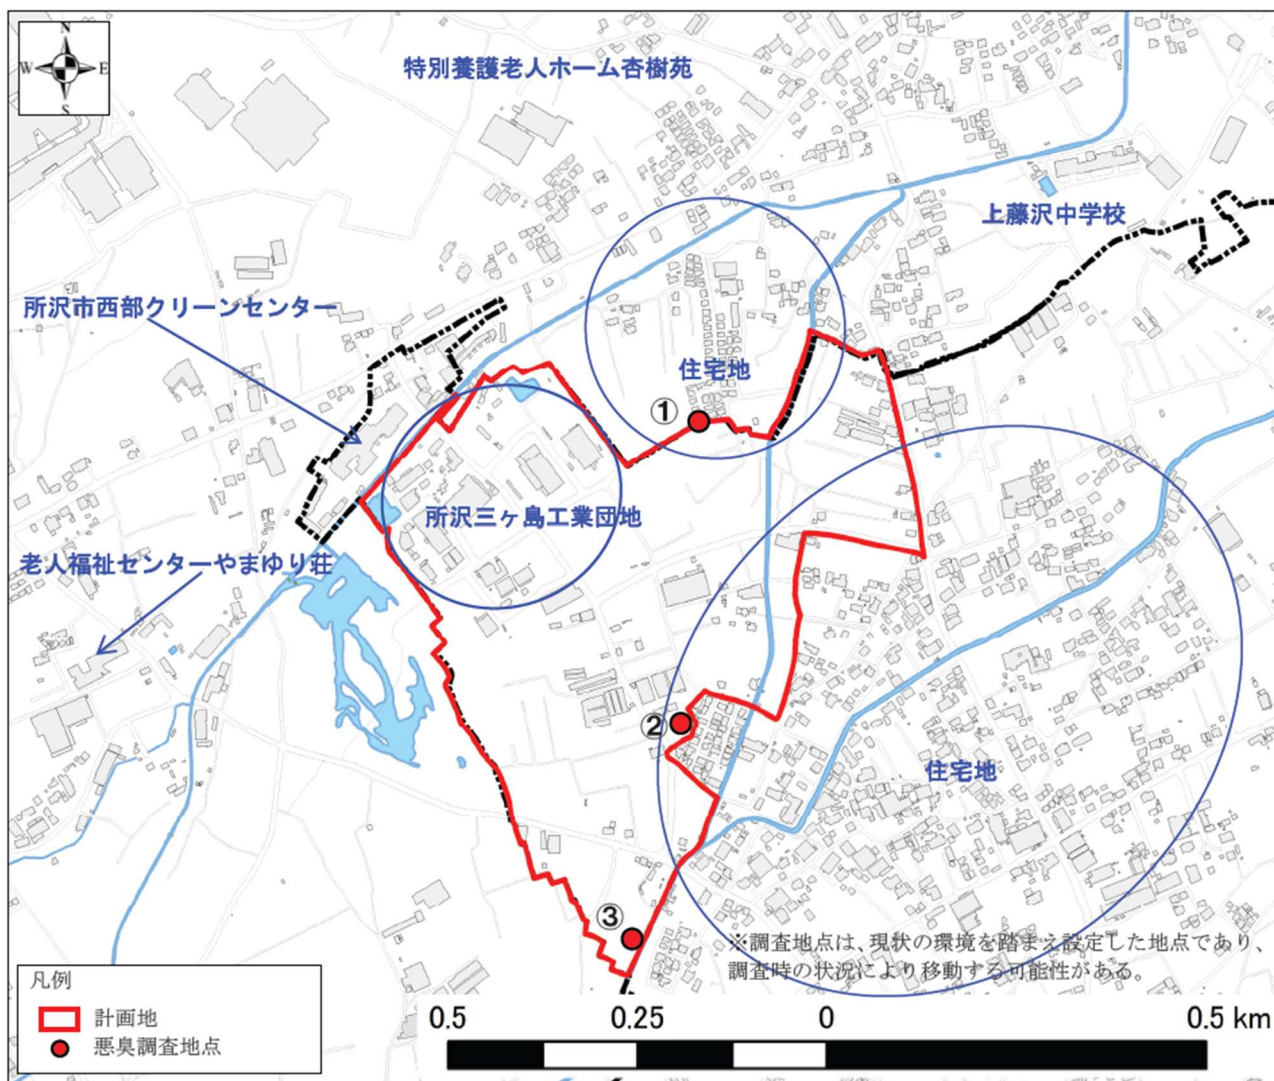 N
W E
S
特別養護老人ホーム杏樹苑
上藤沢中学校
所沢市西部クリーンセンター
住宅地
①
所沢三ヶ島工業団地
老人福祉センターやまゆり荘
②
住宅地
③
※調査地点は、現状の環境を踏まえ設定した地点であり、
調査時の状況により移動する可能性がある。
凡例
計画地
悪臭調査地点
0.5 0.25 0 0.5 km